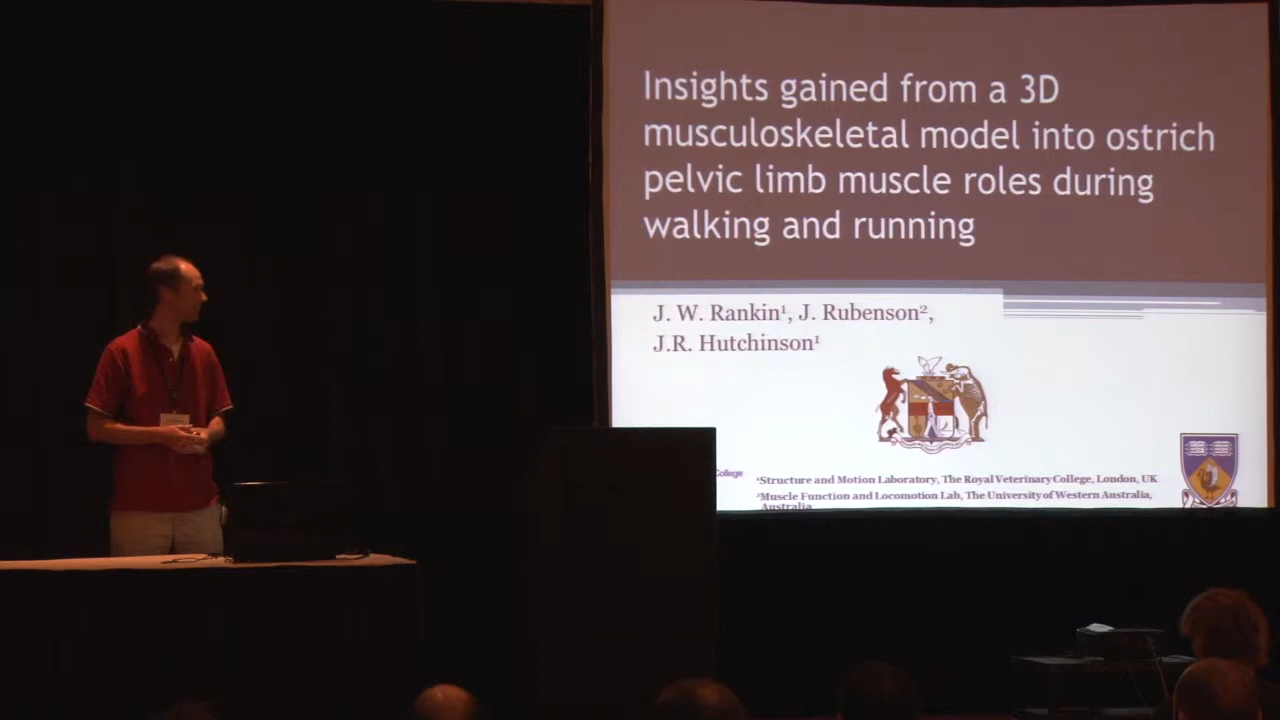 Insights gained from a 3D
musculoskeletal model into ostrich
pelvic limb muscle roles during
walking and running
J. W. Rankin¹, J. Rubenson²,
J.R. Hutchinson¹
College
¹Structure and Motion Laboratory, The Royal Veterinary College, London, UK
²Muscle Function and Locomotion Lab, The University of Western Australia,
Australia